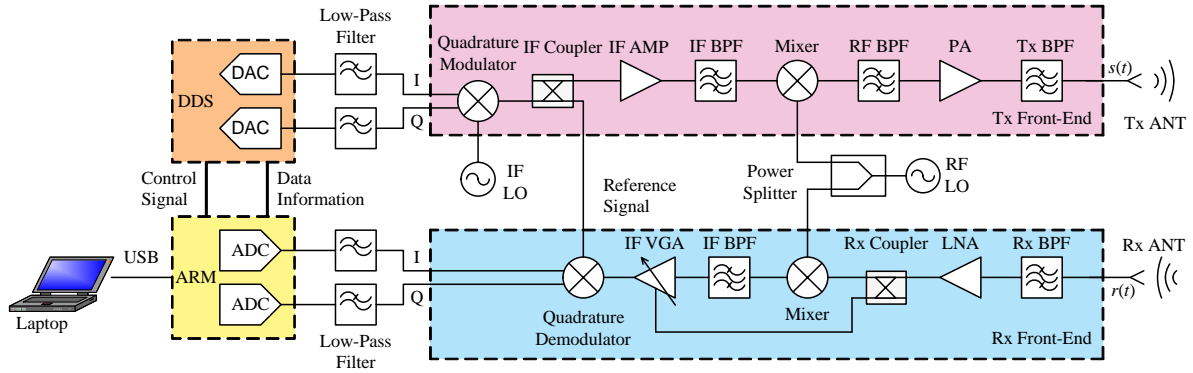 Low-Pass
Filter
Quadrature
Modulator
IF Coupler
IF AMP
IF BPF
Mixer
RF BPF
PA
Tx BPF
DAC
DDS
DAC
I
Q
s(t)
Tx ANT
Tx Front-End
IF
LO
Power
Splitter
RF
LO
Control
Signal
Data
Information
Reference
Signal
USB
Laptop
ARM
ADC
ADC
I
Q
Low-Pass
Filter
IF VGA
IF BPF
Rx Coupler
LNA
Rx BPF
Rx ANT
r(t)
Quadrature
Demodulator
Mixer
Rx Front-End